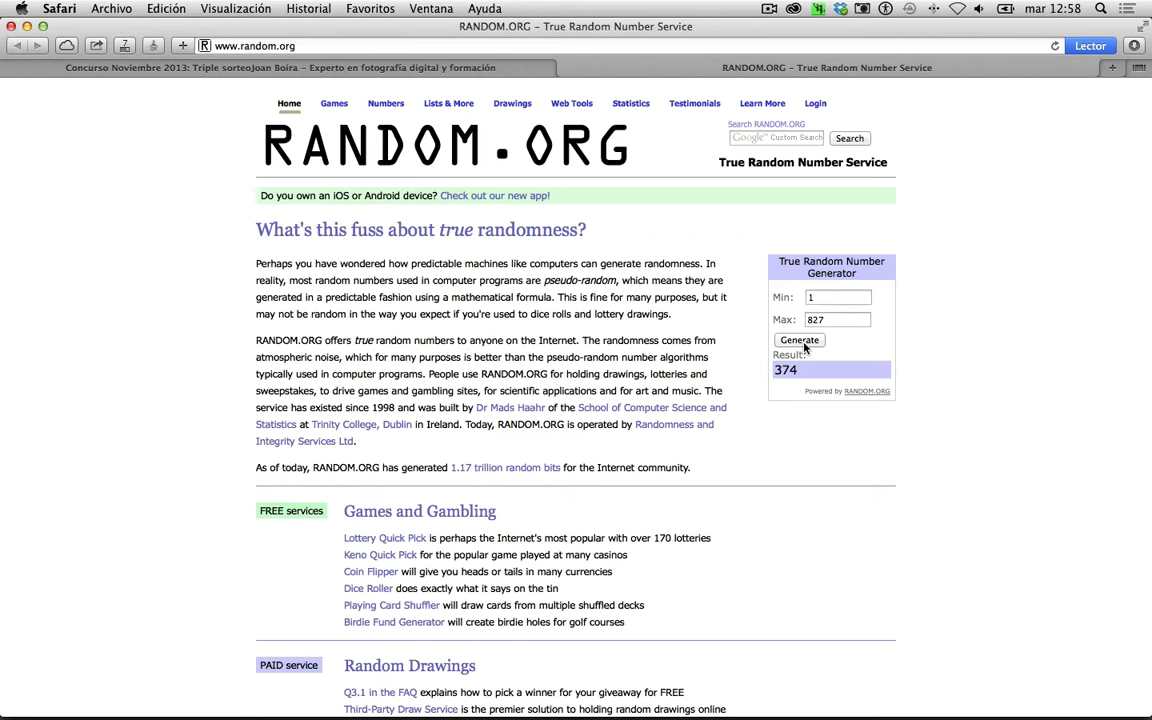 Safari Archivo Edición Visualización Historial Favoritos Ventana Ayuda mar 12:58
RANDOM.ORG – True Random Number Service
www.random.org Lector
Concurso Noviembre 2013: Triple sorteoJoan Boira – Experto en fotografía digital y formación RANDOM.ORG – True Random Number Service
Home Games Numbers Lists & More Drawings Web Tools Statistics Testimonials Learn More Login
Search RANDOM.ORG
Google™ Custom Search Search
RANDOM.ORG
True Random Number Service
Do you own an iOS or Android device? Check out our new app!
What's this fuss about true randomness?
Perhaps you have wondered how predictable machines like computers can generate randomness. In
reality, most random numbers used in computer programs are pseudo-random, which means they are
generated in a predictable fashion using a mathematical formula. This is fine for many purposes, but it
may not be random in the way you expect if you're used to dice rolls and lottery drawings.
RANDOM.ORG offers true random numbers to anyone on the Internet. The randomness comes from
atmospheric noise, which for many purposes is better than the pseudo-random number algorithms
typically used in computer programs. People use RANDOM.ORG for holding drawings, lotteries and
sweepstakes, to drive games and gambling sites, for scientific applications and for art and music. The
service has existed since 1998 and was built by Dr Mads Haahr of the School of Computer Science and
Statistics at Trinity College, Dublin in Ireland. Today, RANDOM.ORG is operated by Randomness and
Integrity Services Ltd.
As of today, RANDOM.ORG has generated 1.17 trillion random bits for the Internet community.
True Random Number
Generator
Min: 1
Max: 827
Generate
Result:
374
Powered by RANDOM.ORG
FREE services
Games and Gambling
Lottery Quick Pick is perhaps the Internet's most popular with over 170 lotteries
Keno Quick Pick for the popular game played at many casinos
Coin Flipper will give you heads or tails in many currencies
Dice Roller does exactly what it says on the tin
Playing Card Shuffler will draw cards from multiple shuffled decks
Birdie Fund Generator will create birdie holes for golf courses
PAID service
Random Drawings
Q3.1 in the FAQ explains how to pick a winner for your giveaway for FREE
Third-Party Draw Service is the premier solution to holding random drawings online